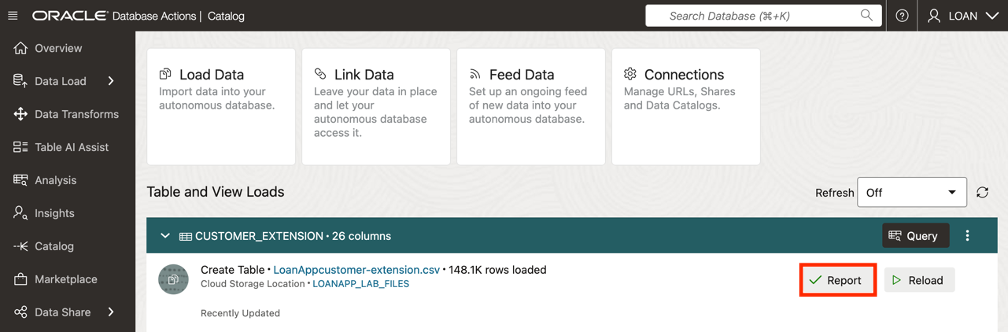 ORACLE Database Actions | Catalog
Search Database (⌘+K)
LOAN
Overview
Data Load
Data Transforms
Table AI Assist
Analysis
Insights
Catalog
Marketplace
Data Share
Load Data
Import data into your
autonomous database.
Link Data
Leave your data in place
and let your
autonomous database
access it.
Feed Data
Set up an ongoing feed
of new data into your
autonomous database.
Connections
Manage URLs, Shares
and Data Catalogs.
Table and View Loads
Refresh Off
CUSTOMER_EXTENSION • 26 columns
Query
Create Table • LoanAppcustomer-extension.csv • 148.1K rows loaded
Cloud Storage Location • LOANAPP_LAB_FILES
Recently Updated
Report
Reload